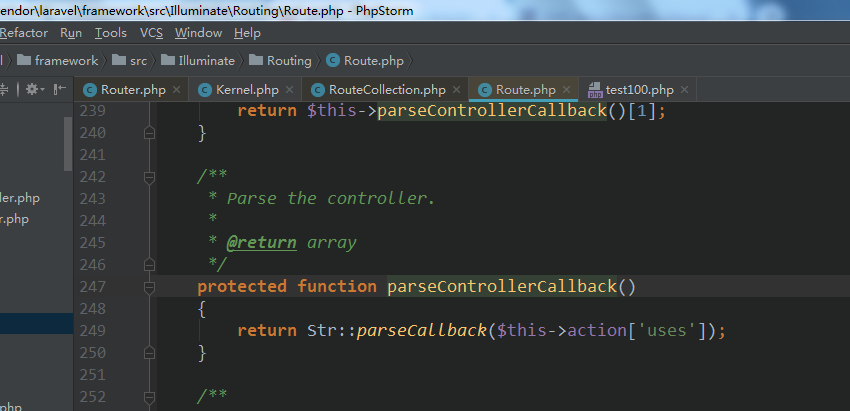 endor\laravel\framework\src\Illuminate\Routing\Route.php - PhpStorm
Refactor Run Tools VCS Window Help
framework src Illuminate Routing Route.php
Router.php Kernel.php RouteCollection.php Route.php test100.php
239 return $this->parseControllerCallback()[1];
240 }
241
242 /**
243 * Parse the controller.
244 *
245 * @return array
246 */
247 protected function parseControllerCallback()
248 {
249 return Str::parseCallback($this->action['uses']);
250 }
251
252 /**
ler.php
r.php
php